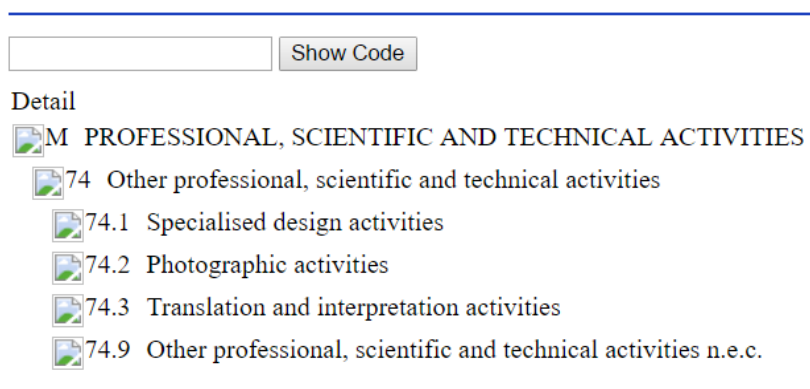 Show Code
Detail
M PROFESSIONAL, SCIENTIFIC AND TECHNICAL ACTIVITIES
74 Other professional, scientific and technical activities
74.1 Specialised design activities
74.2 Photographic activities
74.3 Translation and interpretation activities
74.9 Other professional, scientific and technical activities n.e.c.